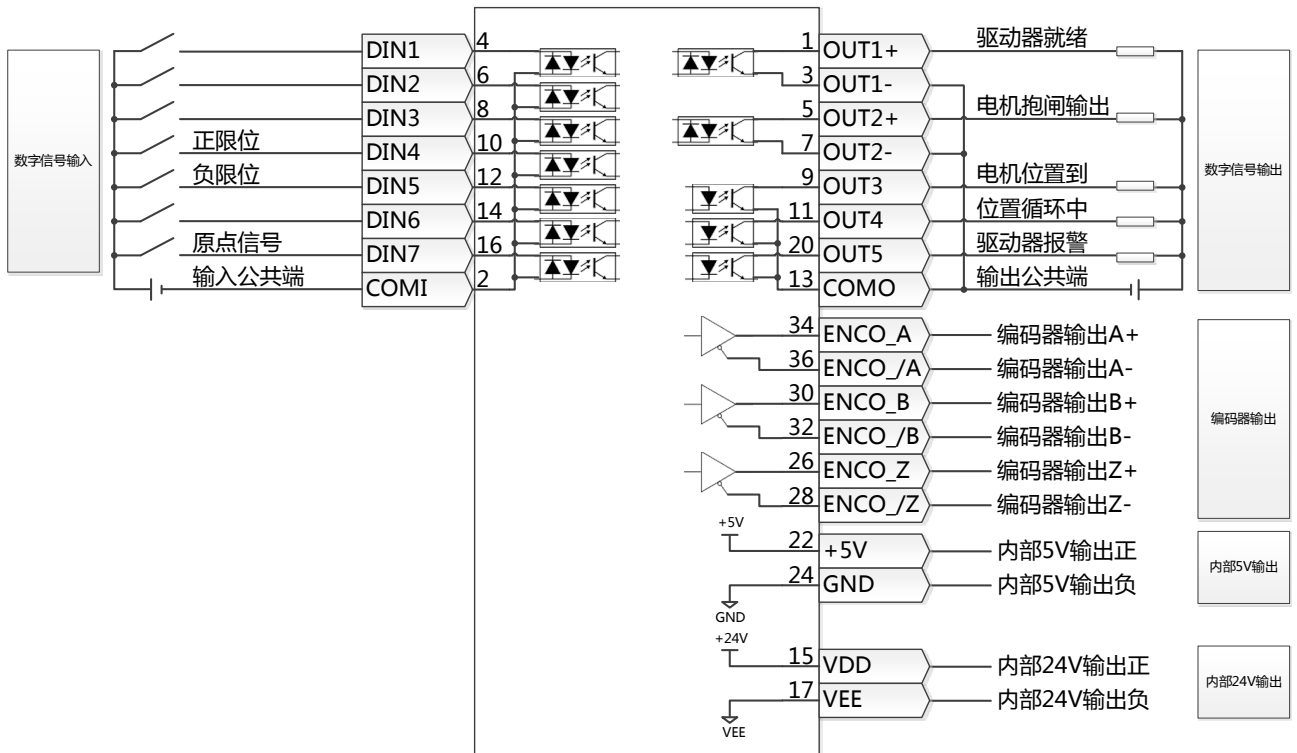 数字信号输入
DIN1 4
DIN2 6
DIN3 8
正限位 DIN4 10
负限位 DIN5 12
DIN6 14
原点信号 DIN7 16
输入公共端 COMI 2
1 OUT1+ 驱动器就绪
3 OUT1-
5 OUT2+ 电机抱闸输出
7 OUT2-
9 OUT3 电机位置到
11 OUT4 位置循环中
20 OUT5 驱动器报警
13 COMO 输出公共端
数字信号输出
34 ENCO_A 编码器输出A+
36 ENCO_/A 编码器输出A-
30 ENCO_B 编码器输出B+
32 ENCO_/B 编码器输出B-
26 ENCO_Z 编码器输出Z+
28 ENCO_/Z 编码器输出Z-
编码器输出
+5V
22 +5V 内部5V输出正
24 GND 内部5V输出负
GND
内部5V输出
+24V
15 VDD 内部24V输出正
17 VEE 内部24V输出负
VEE
内部24V输出